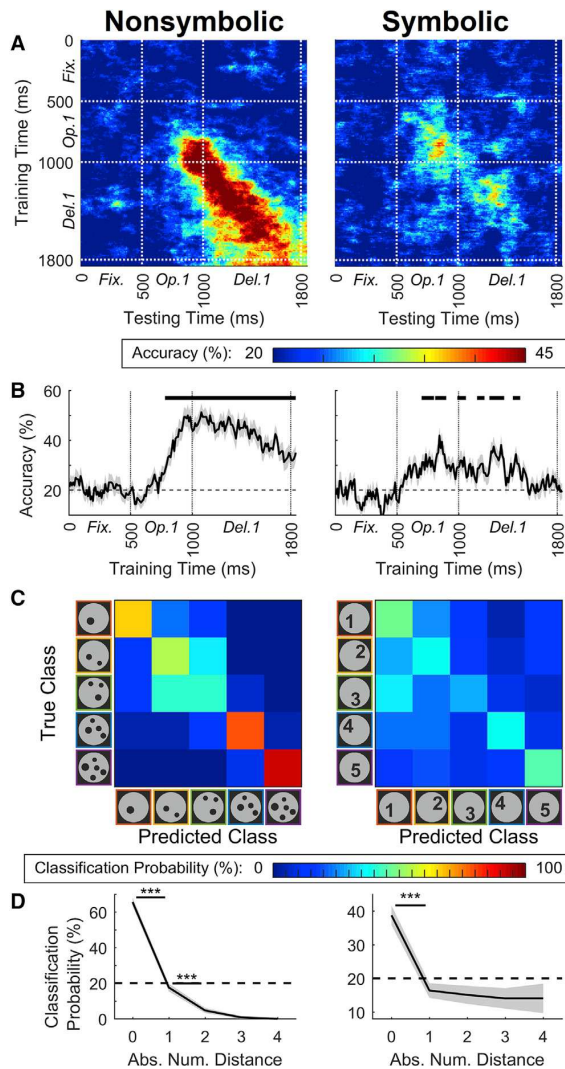 Nonsymbolic Symbolic
A
Training Time (ms)
0
500
1000
1800
Fix.
Op.1
Del.1
0 500 1000 1800 0 500 1000 1800
Fix. Op.1 Del.1 Fix. Op.1 Del.1
Testing Time (ms) Testing Time (ms)
Accuracy (%): 20 45
B
Accuracy (%)
60
40
20
0 500 1000 1800 0 500 1000 1800
Fix. Op.1 Del.1 Fix. Op.1 Del.1
Training Time (ms) Training Time (ms)
C
True Class
1
2
3
4
5
1 2 3 4 5
Predicted Class Predicted Class
Classification Probability (%): 0 100
D
Classification
Probability (%)
*** ***
***
60
40
20
0
40
30
20
10
0
0 1 2 3 4 0 1 2 3 4
Abs. Num. Distance Abs. Num. Distance